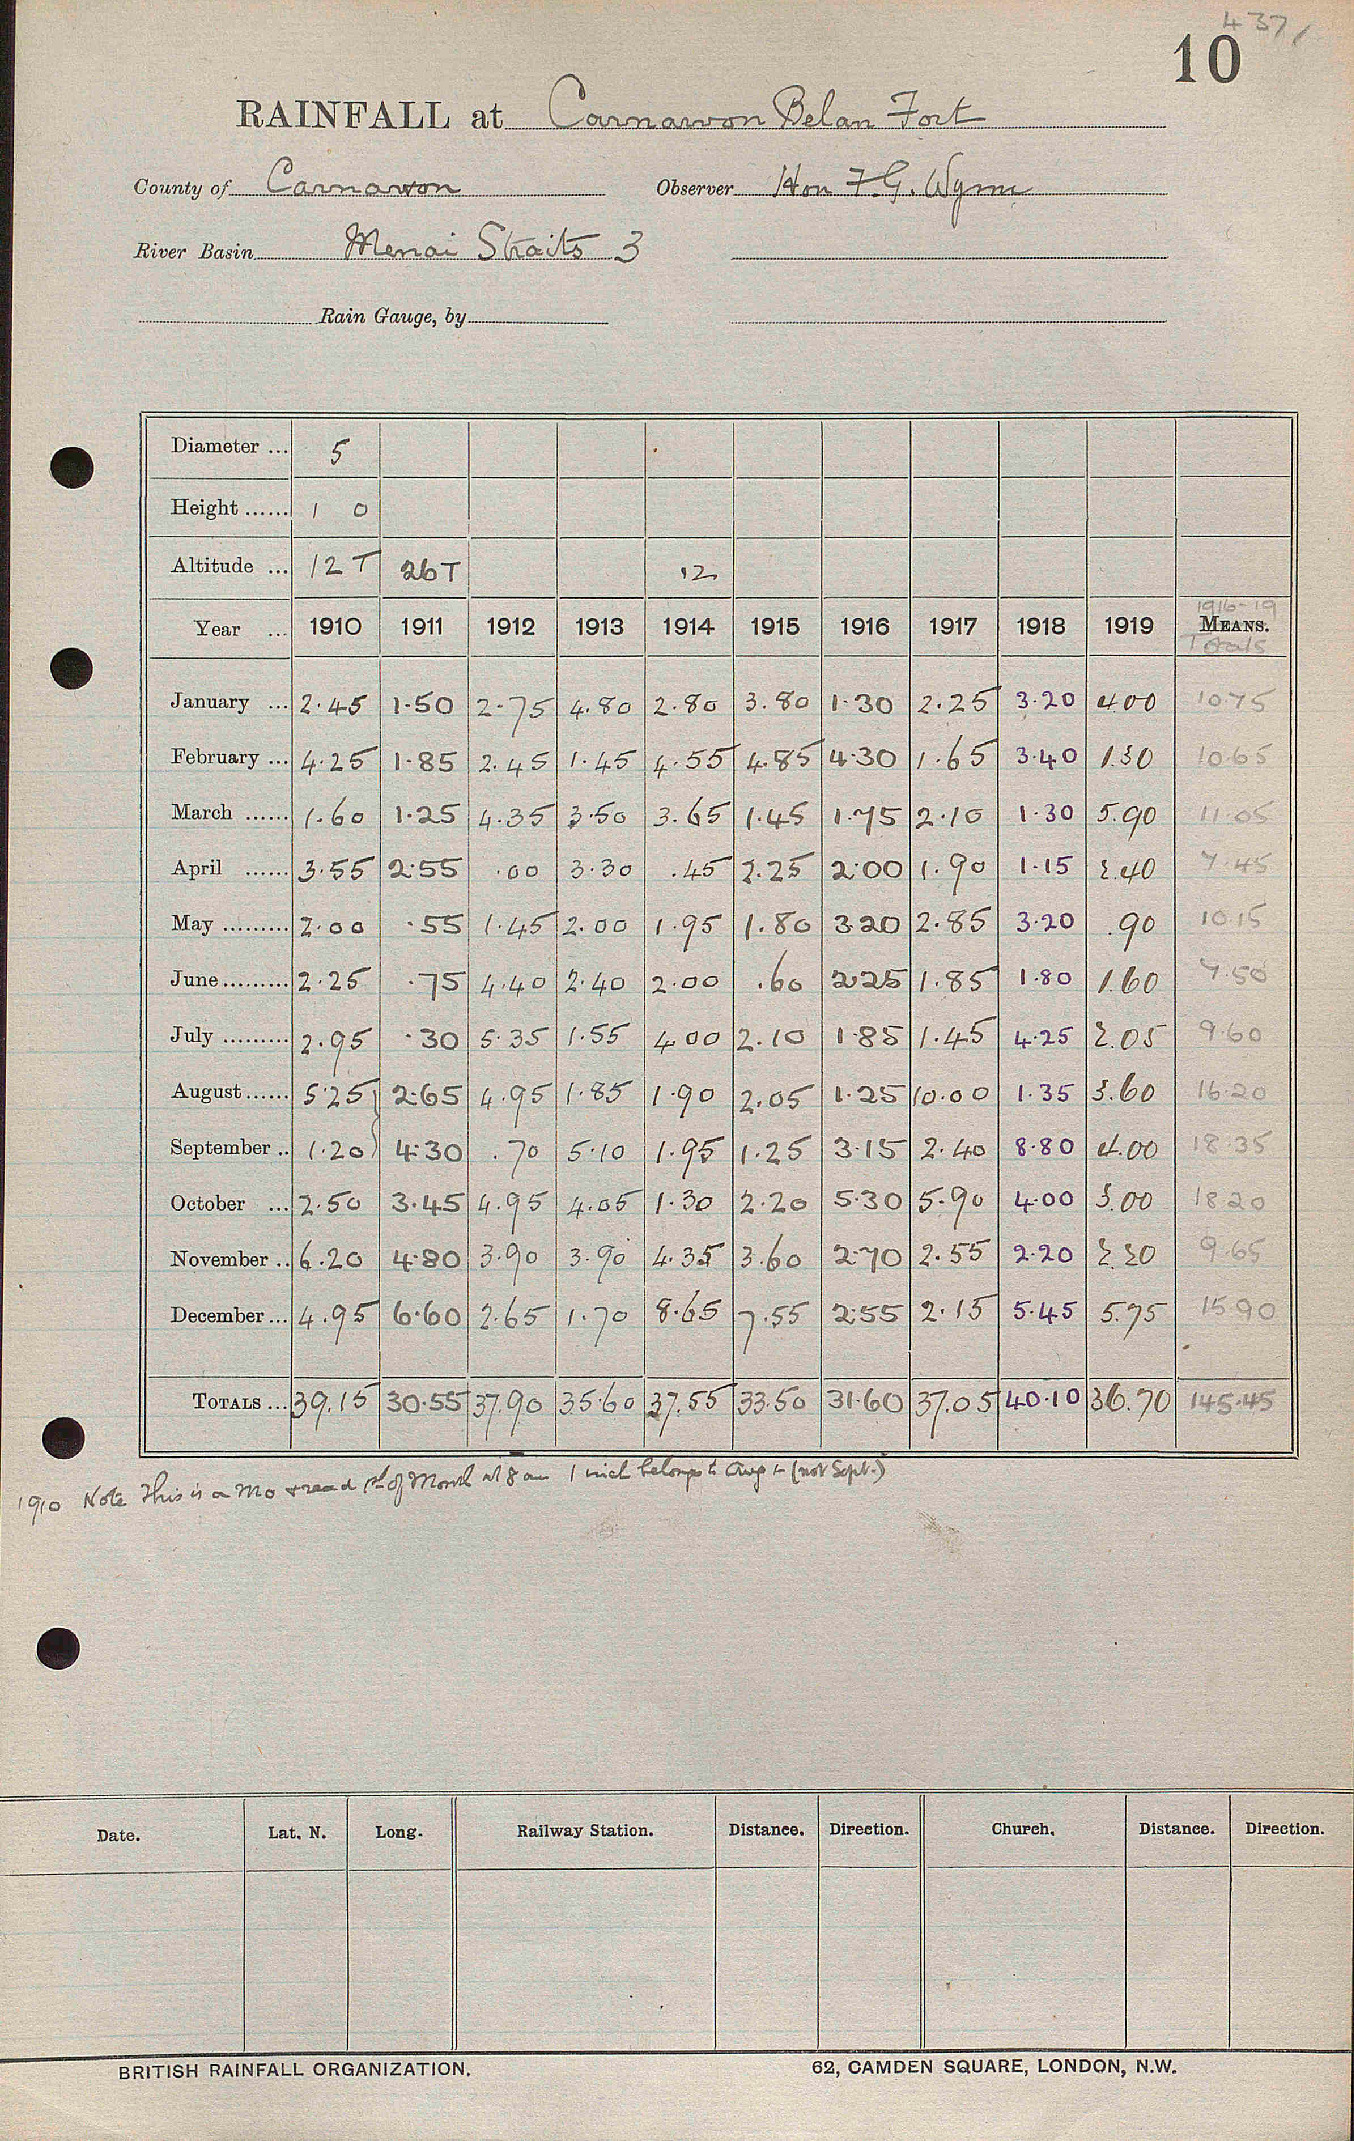 437/
10
RAINFALL at Carnarvon Belan Fort
County of Carnarvon Observer Hon F. G. Wynn
River Basin Menai Straits 3
Rain Gauge, by
Diameter ... 5
Height ...... 1 0
Altitude ... 12 T 26T 12
1916-19
Year ... 1910 1911 1912 1913 1914 1915 1916 1917 1918 1919 MEANS.
Totals
January ... 2.45 1.50 2.75 4.80 2.80 3.80 1.30 2.25 3.20 4.00 10.75
February ... 4.25 1.85 2.45 1.45 4.55 4.85 4.30 1.65 3.40 1.30 10.65
March ...... 1.60 1.25 4.35 3.50 3.65 1.45 1.75 2.10 1.30 5.90 11.05
April ...... 3.55 2.55 .00 3.30 .45 2.25 2.00 1.90 1.15 2.40 7.45
May ......... 2.00 .55 1.45 2.00 1.95 1.80 3.20 2.85 3.20 .90 10.15
June......... 2.25 .75 4.40 2.40 2.00 .60 2.25 1.85 1.80 1.60 7.50
July ......... 2.95 .30 5.35 1.55 4.00 2.10 1.85 1.45 4.25 2.05 9.60
August...... 5.25 2.65 4.95 1.85 1.90 2.05 1.25 10.00 1.35 3.60 16.20
September .. 1.20 4.30 .70 5.10 1.95 1.25 3.15 2.40 8.80 4.00 18.35
October ... 2.50 3.45 4.95 4.05 1.30 2.20 5.30 5.90 4.00 3.00 18.20
November .. 6.20 4.80 3.90 3.90 4.35 3.60 2.70 2.55 2.20 2.20 9.65
December... 4.95 6.60 2.65 1.70 8.65 7.55 2.55 2.15 5.45 5.75 15.90
TOTALS ... 39.15 30.55 37.90 35.60 37.55 33.50 31.60 37.05 40.10 36.70 145.45
1910 Note This is a Mo read 1st of Month at 8 am 1 inch belongs to Aug (not Sept.)
Date. Lat. N. Long. Railway Station. Distance. Direction. Church. Distance. Direction.
BRITISH RAINFALL ORGANIZATION. 62, CAMDEN SQUARE, LONDON, N.W.